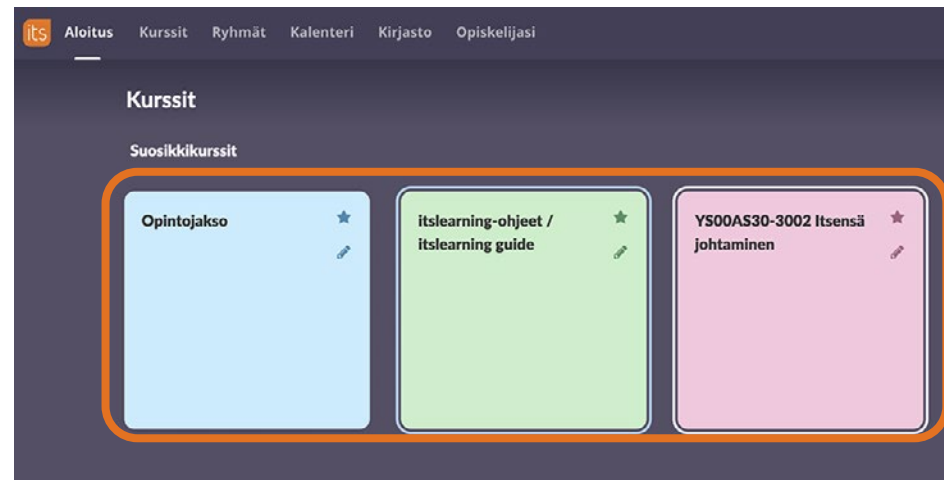 its Aloitus Kurssit Ryhmät Kalenteri Kirjasto Opiskelijasi
Kurssit
Suosikkikurssit
Opintojakso
itslearning-ohjeet /
itslearning guide
YS00AS30-3002 Itsensä
johtaminen